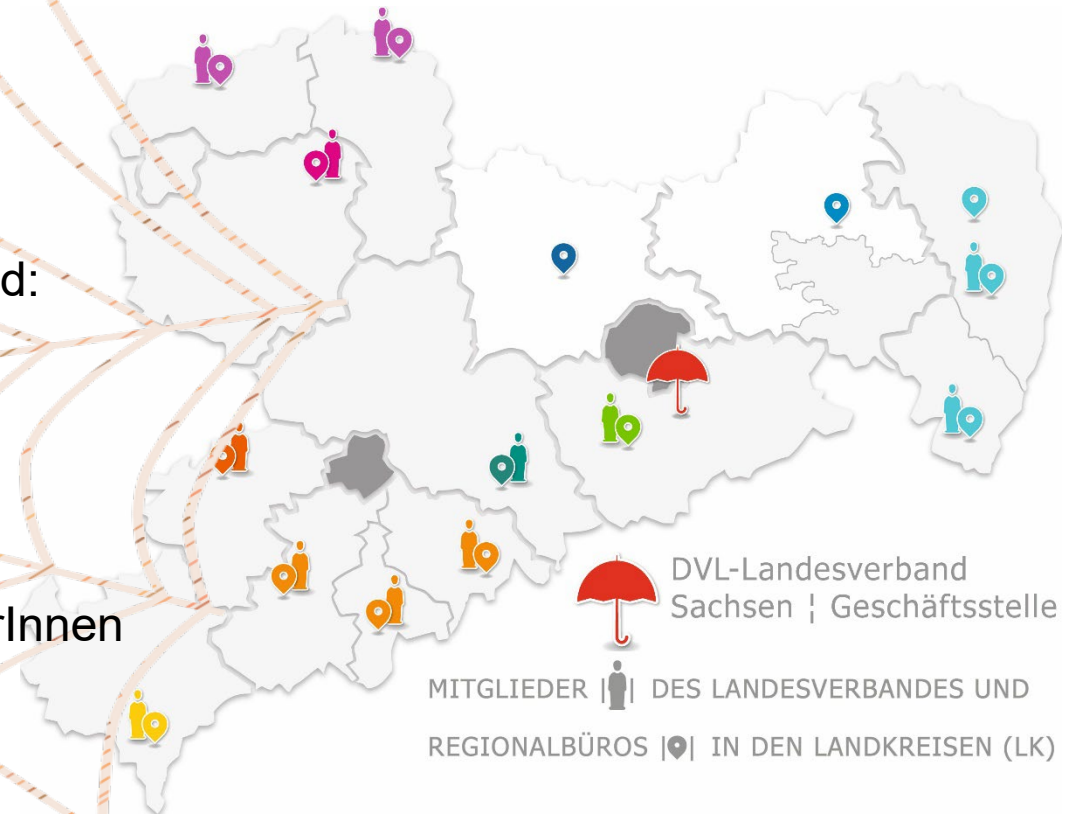 d:
rInnen
DVL-Landesverband
Sachsen ¦ Geschäftsstelle
MITGLIEDER || DES LANDESVERBANDES UND
REGIONALBÜROS || IN DEN LANDKREISEN (LK)